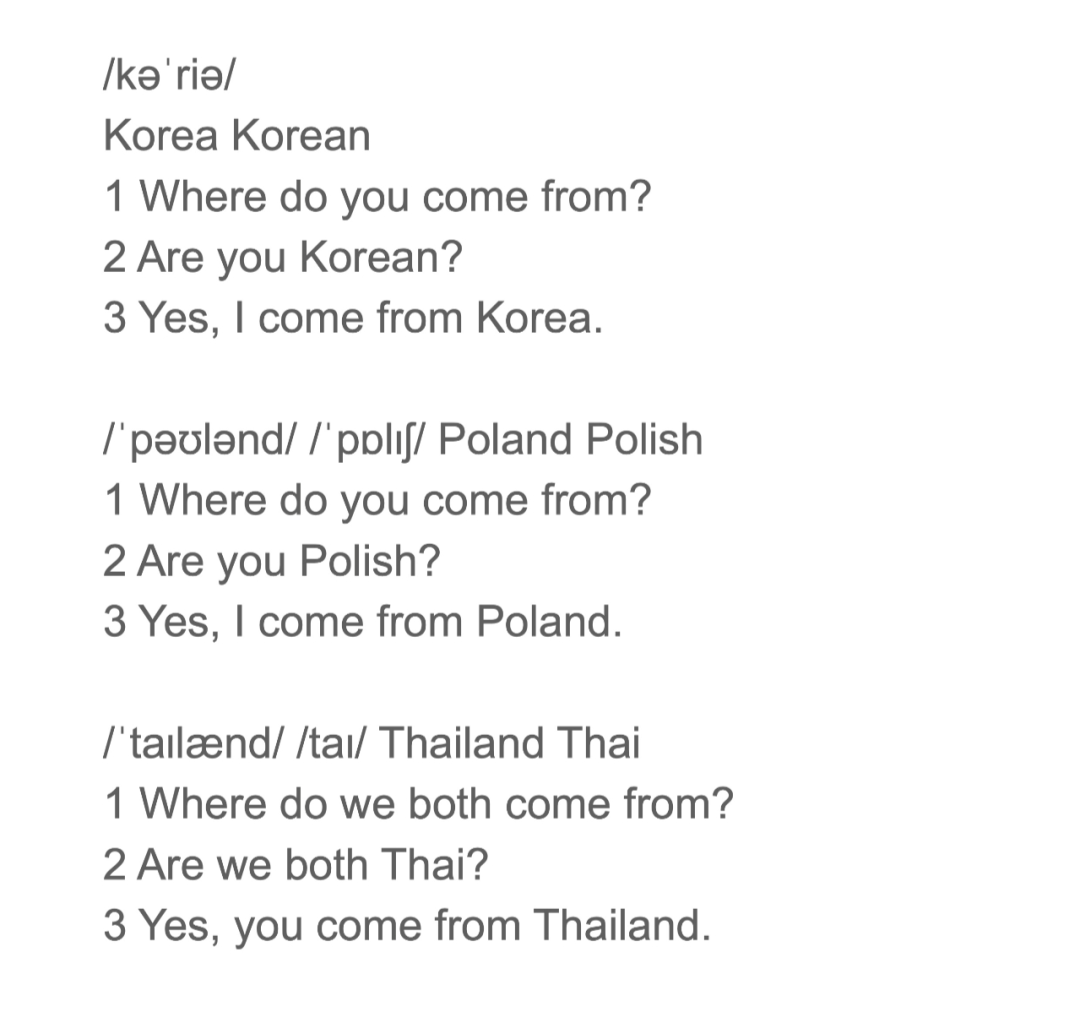 /kəˈriə/
Korea Korean
1 Where do you come from?
2 Are you Korean?
3 Yes, I come from Korea.
/ˈpəʊlənd/ /ˈpɒlɪʃ/ Poland Polish
1 Where do you come from?
2 Are you Polish?
3 Yes, I come from Poland.
/ˈtaɪlænd/ /taɪ/ Thailand Thai
1 Where do we both come from?
2 Are we both Thai?
3 Yes, you come from Thailand.